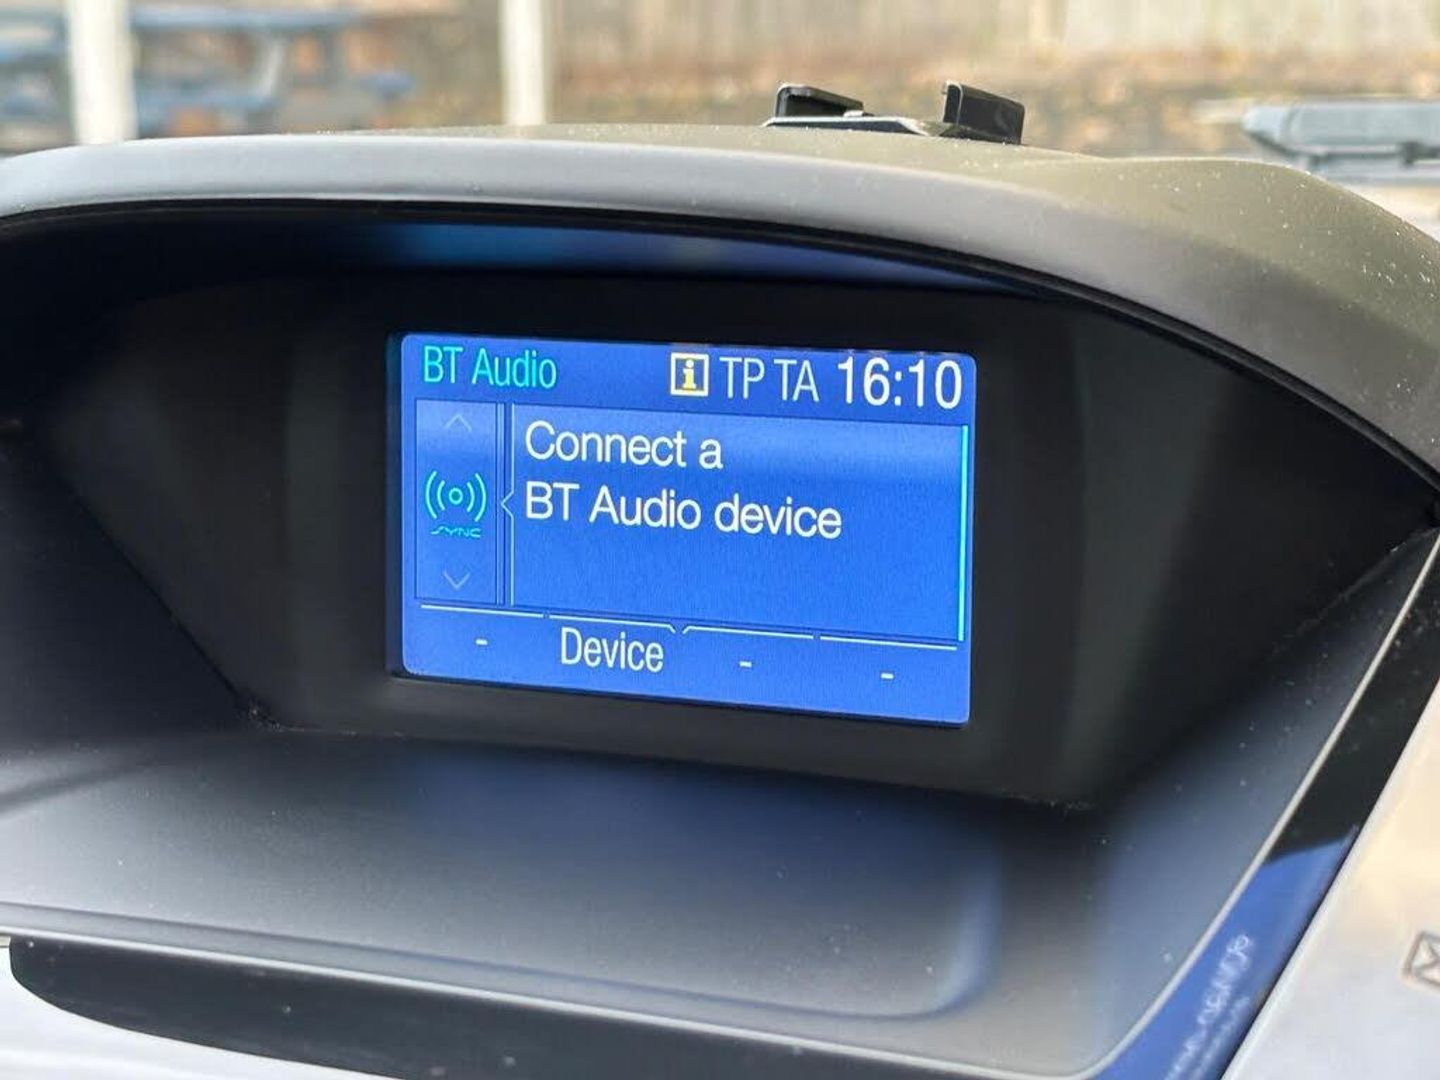 BT Audio i TP TA 16:10
Connect a
BT Audio device
SYNC
- Device - -